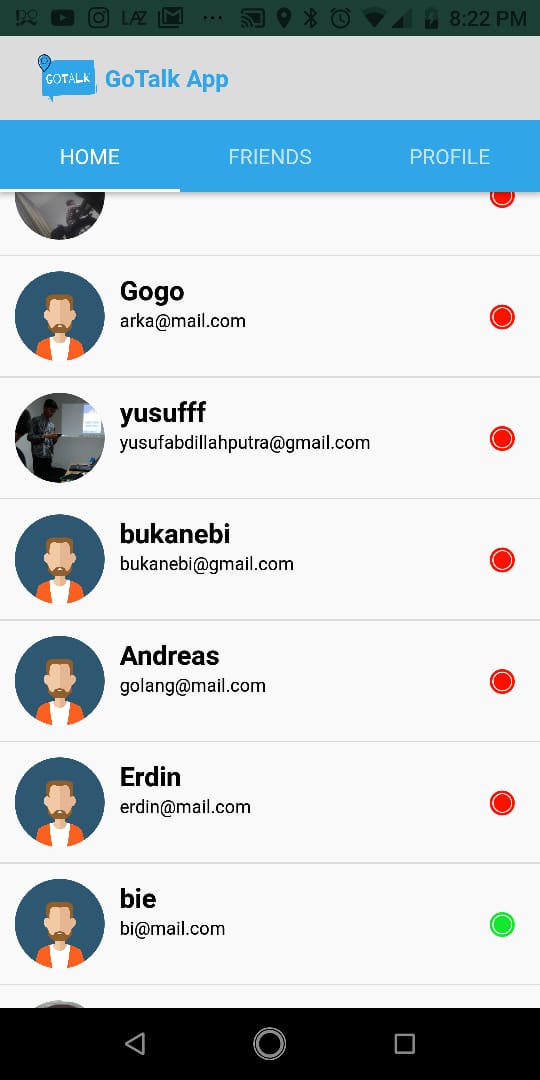 LAZ
...
8:22 PM
GOTALK
GoTalk App
HOME
FRIENDS
PROFILE
Gogo
arka@mail.com
yusufff
yusufabdillahputra@gmail.com
bukanebi
bukanebi@gmail.com
Andreas
golang@mail.com
Erdin
erdin@mail.com
bie
bi@mail.com